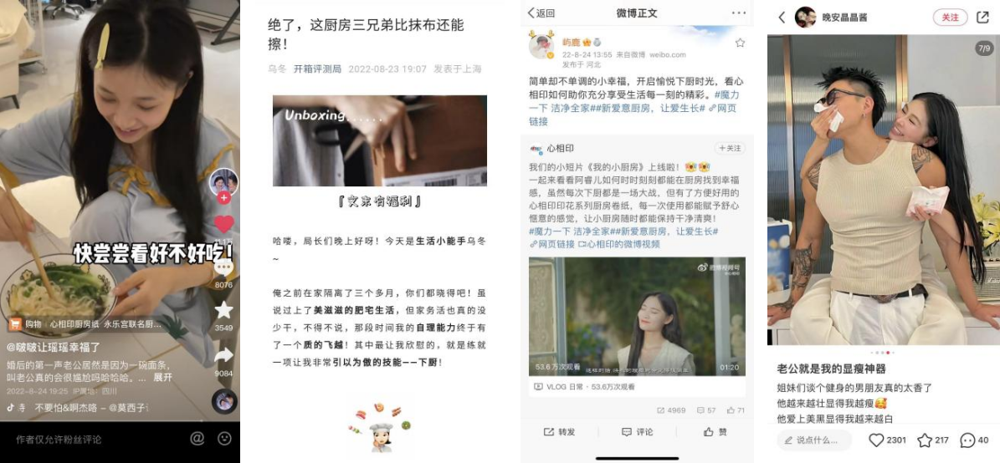 快尝尝看好不好吃!
8076
购物 | 心相印厨房纸 永乐宫联名厨...
3549
@啵啵让瑶瑶幸福了
婚后的第一声老公居然是因为一碗面条，
叫老公真的会很尴尬吗哈哈哈。... 展开
9084
2022-08-24 19:25 IP属地：四川
不要怕&啊杰咯 - @莫西子
作者仅允许粉丝评论
绝了，这厨房三兄弟比抹布还能
擦！
乌冬 开箱评测局 2022-08-23 19:07 发表于上海
Unboxing......
『文末有福利』
哈喽，局长们晚上好呀！今天是生活小能手乌冬
~
俺之前在家隔离了三个多月，你们都晓得吧！虽
说过上了美滋滋的肥宅生活，但家务活也真的没
少干，不得不说，那段时间我的自理能力终于有
了一个质的飞越！其中最让我欣慰的，就是练就
一项让我非常引以为傲的技能——下厨！
返回 微博正文
屿鹿
22-8-24 13:55 来自微博 weibo.com
发布于 河北
简单却不单调的小幸福，开启愉悦下厨时光，看心
相印如何助你充分享受生活每一刻的精彩。#魔力
一下 洁净全家##新爱意厨房，让爱生长# 网页
链接
心相印 +关注
我们的小短片《我的小厨房》上线啦！
一起来看看阿睿儿如何时时刻刻都能在厨房找到幸福
感，虽然每次下厨都是一场大战，但有了方便好用的
心相印印花系列厨房卷纸，每一次使用都能赋予舒心
惬意的感觉，让小厨房随时都能保持干净清爽！
#魔力一下 洁净全家##新爱意厨房，让爱生长#
网页链接 心相印的微博视频
微博视频号
53.6万次观看 01:20
VLOG 日常 · 53.6万次观看
4969 57 71
转发 评论 赞
晚安晶晶酱 关注
7/9
老公就是我的显瘦神器
姐妹们谈个健身的男朋友真的太香了
他越来越壮显得我越瘦
他爱上美黑显得我越来越白
说点什么... 2301 217 40